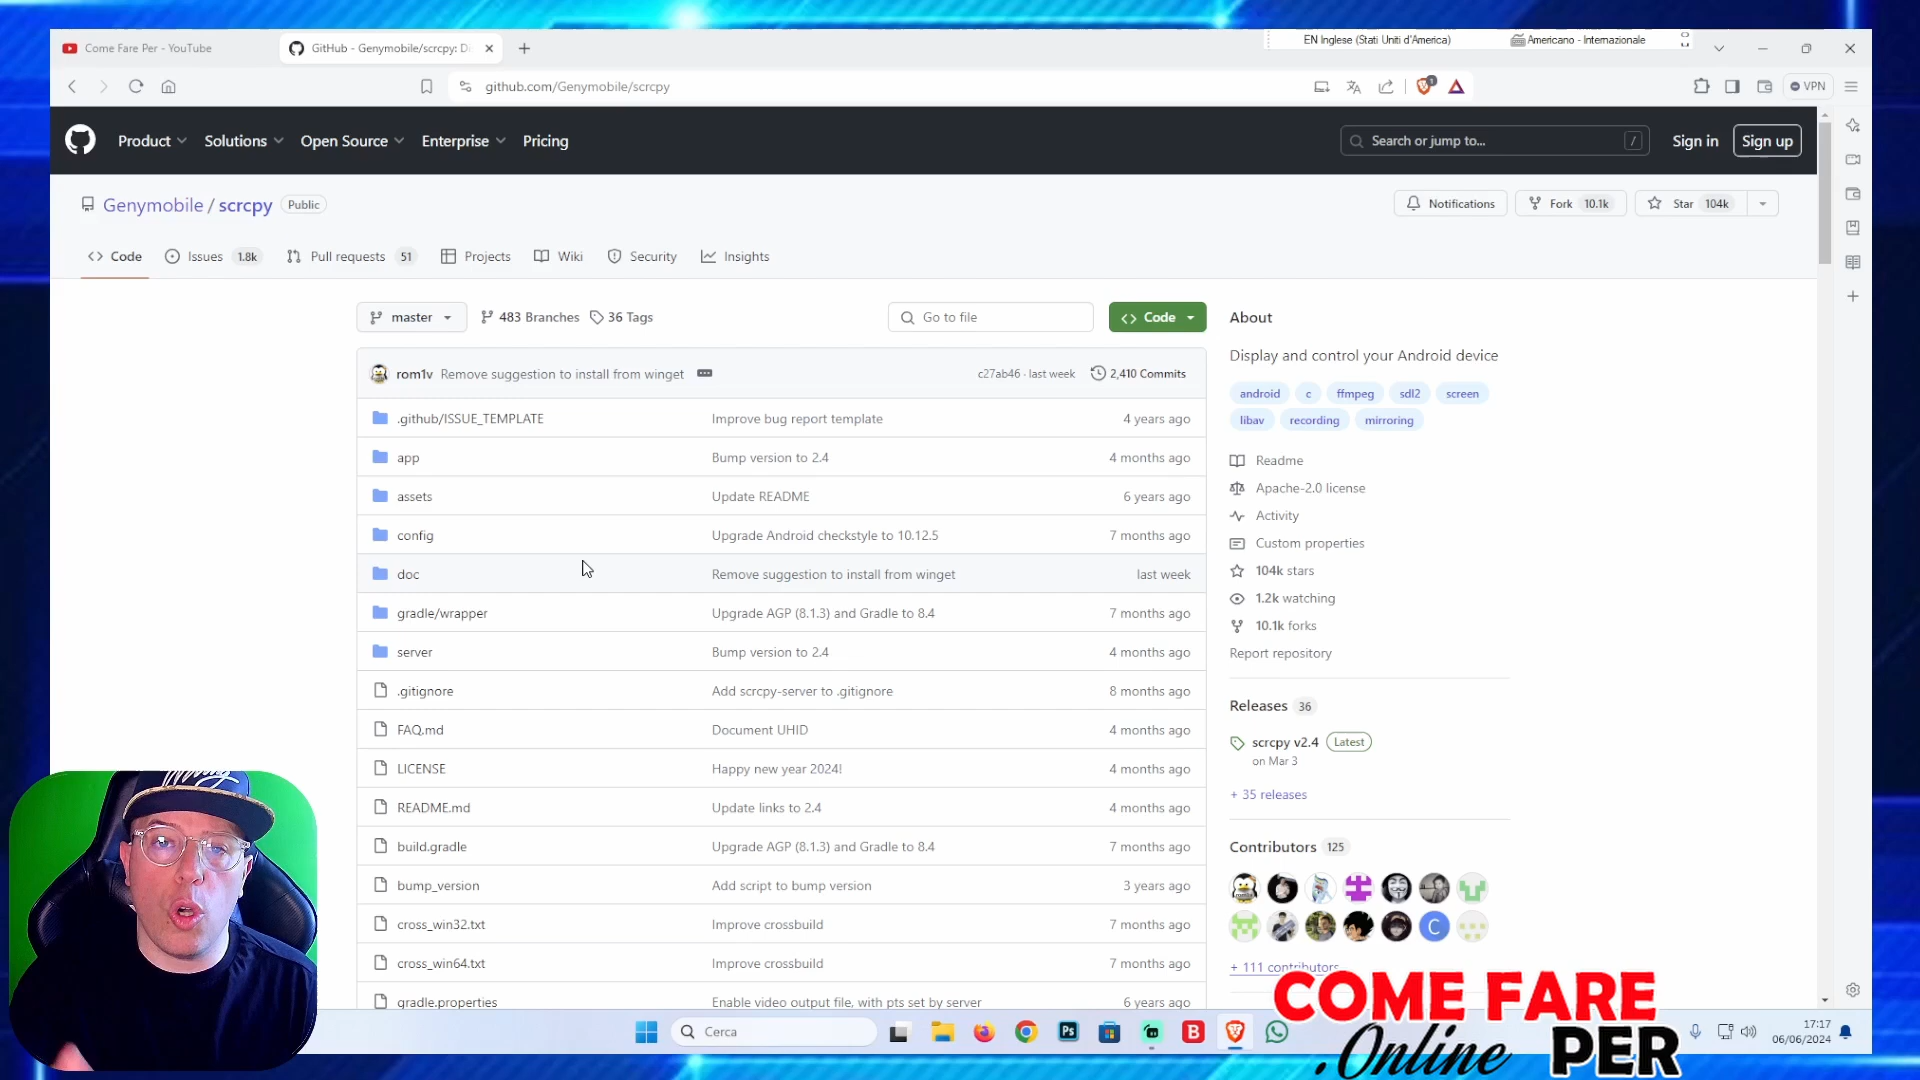 Come Fare Per - YouTube
GitHub - Genymobile/scrcpy: D
EN Inglese (Stati Uniti d'America)
Americano - Internazionale
github.com/Genymobile/scrcpy
VPN
Product
Solutions
Open Source
Enterprise
Pricing
Search or jump to...
/
Sign in
Sign up
Genymobile / scrcpy
Public
Notifications
Fork 10.1k
Star 104k
Code
Issues 1.8k
Pull requests 51
Projects
Wiki
Security
Insights
master
483 Branches
36 Tags
Go to file
Code
rom1v Remove suggestion to install from winget
c27ab46 · last week
2,410 Commits
.github/ISSUE_TEMPLATE Improve bug report template 4 years ago
app Bump version to 2.4 4 months ago
assets Update README 6 years ago
config Upgrade Android checkstyle to 10.12.5 7 months ago
doc Remove suggestion to install from winget last week
gradle/wrapper Upgrade AGP (8.1.3) and Gradle to 8.4 7 months ago
server Bump version to 2.4 4 months ago
.gitignore Add scrcpy-server to .gitignore 8 months ago
FAQ.md Document UHID 4 months ago
LICENSE Happy new year 2024! 4 months ago
README.md Update links to 2.4 4 months ago
build.gradle Upgrade AGP (8.1.3) and Gradle to 8.4 7 months ago
bump_version Add script to bump version 3 years ago
cross_win32.txt Improve crossbuild 7 months ago
cross_win64.txt Improve crossbuild 7 months ago
gradle.properties Enable video output file, with pts set by server 6 years ago
About
Display and control your Android device
android c ffmpeg sdl2 screen
libav recording mirroring
Readme
Apache-2.0 license
Activity
Custom properties
104k stars
1.2k watching
10.1k forks
Report repository
Releases 36
scrcpy v2.4 Latest
on Mar 3
+ 35 releases
Contributors 125
C
+ 111 contributors
COME FARE
.Online PER
Cerca
Ps
B
17:17
06/06/2024